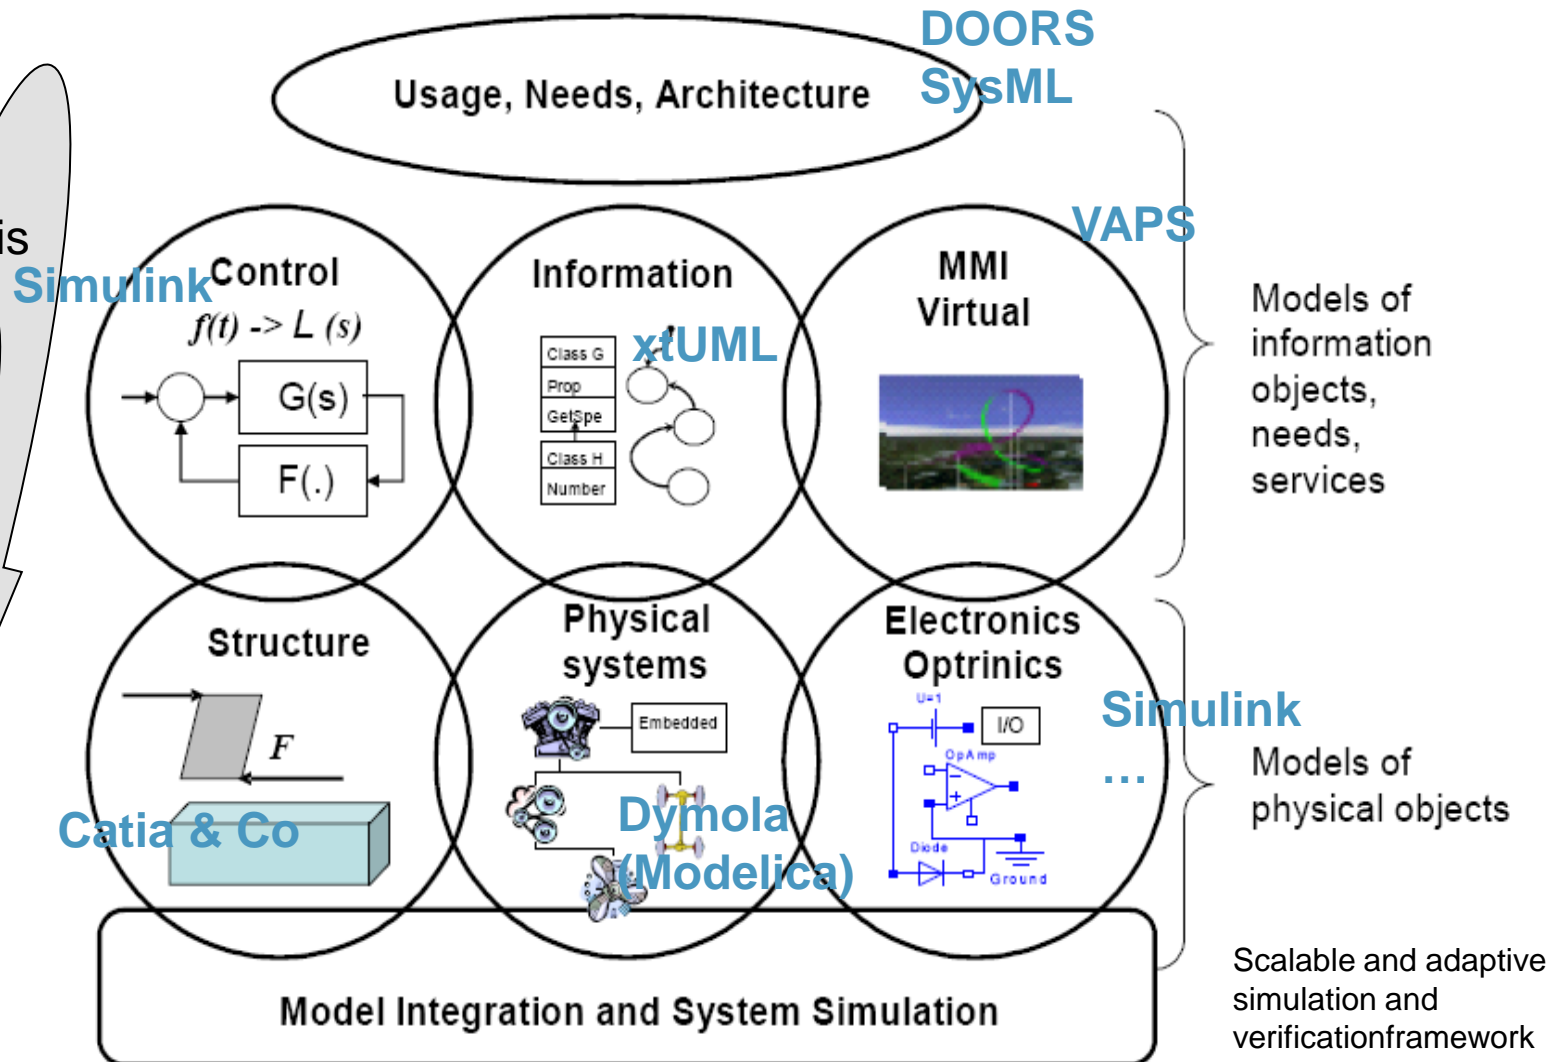 DOORS
SysML
Usage, Needs, Architecture
is
Simulink
Control
f(t) -> L (s)
G(s)
F(.)
Information
xtUML
Class G
Prop
GetSpe
Class H
Number
VAPS
MMI
Virtual
Models of
information
objects,
needs,
services
Structure
F
Catia & Co
Physical
systems
Embedded
Dymola
(Modelica)
Electronics
Optrinics
U=1
I/O
OpAmp
Diode
Ground
Simulink
...
Models of
physical objects
Model Integration and System Simulation
Scalable and adaptive
simulation and
verificationframework